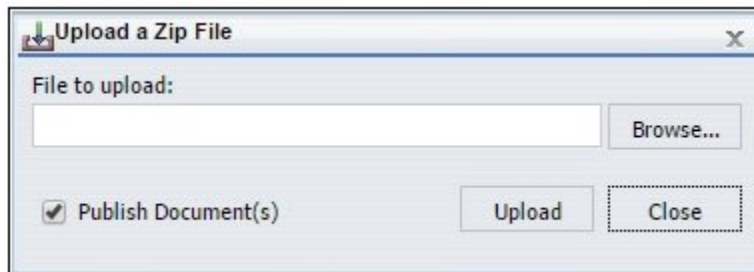 Upload a Zip File
File to upload:
Browse...
Publish Document(s)
Upload
Close